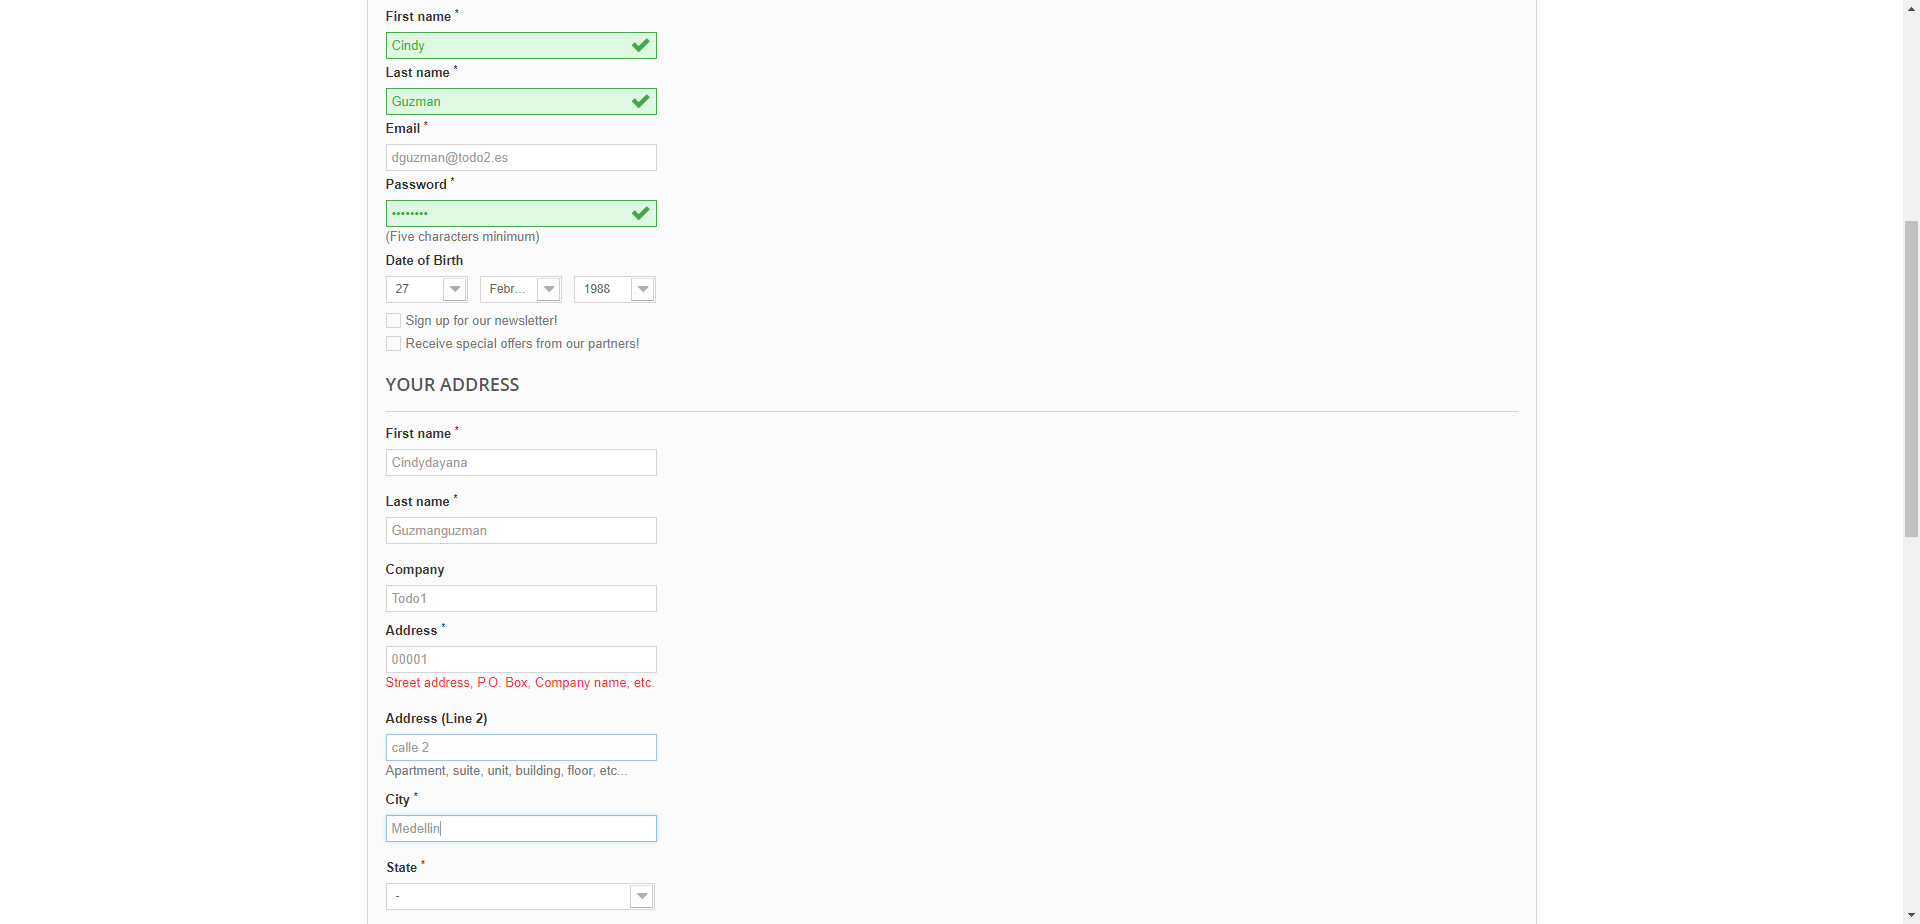 First name *
Cindy
Last name *
Guzman
Email *
dguzman@todo2.es
Password *
••••••••
(Five characters minimum)
Date of Birth
27 Febr... 1988
Sign up for our newsletter!
Receive special offers from our partners!
YOUR ADDRESS
First name *
Cindydayana
Last name *
Guzmanguzman
Company
Todo1
Address *
00001
Street address, P.O. Box, Company name, etc.
Address (Line 2)
calle 2
Apartment, suite, unit, building, floor, etc...
City *
Medellin
State *
-